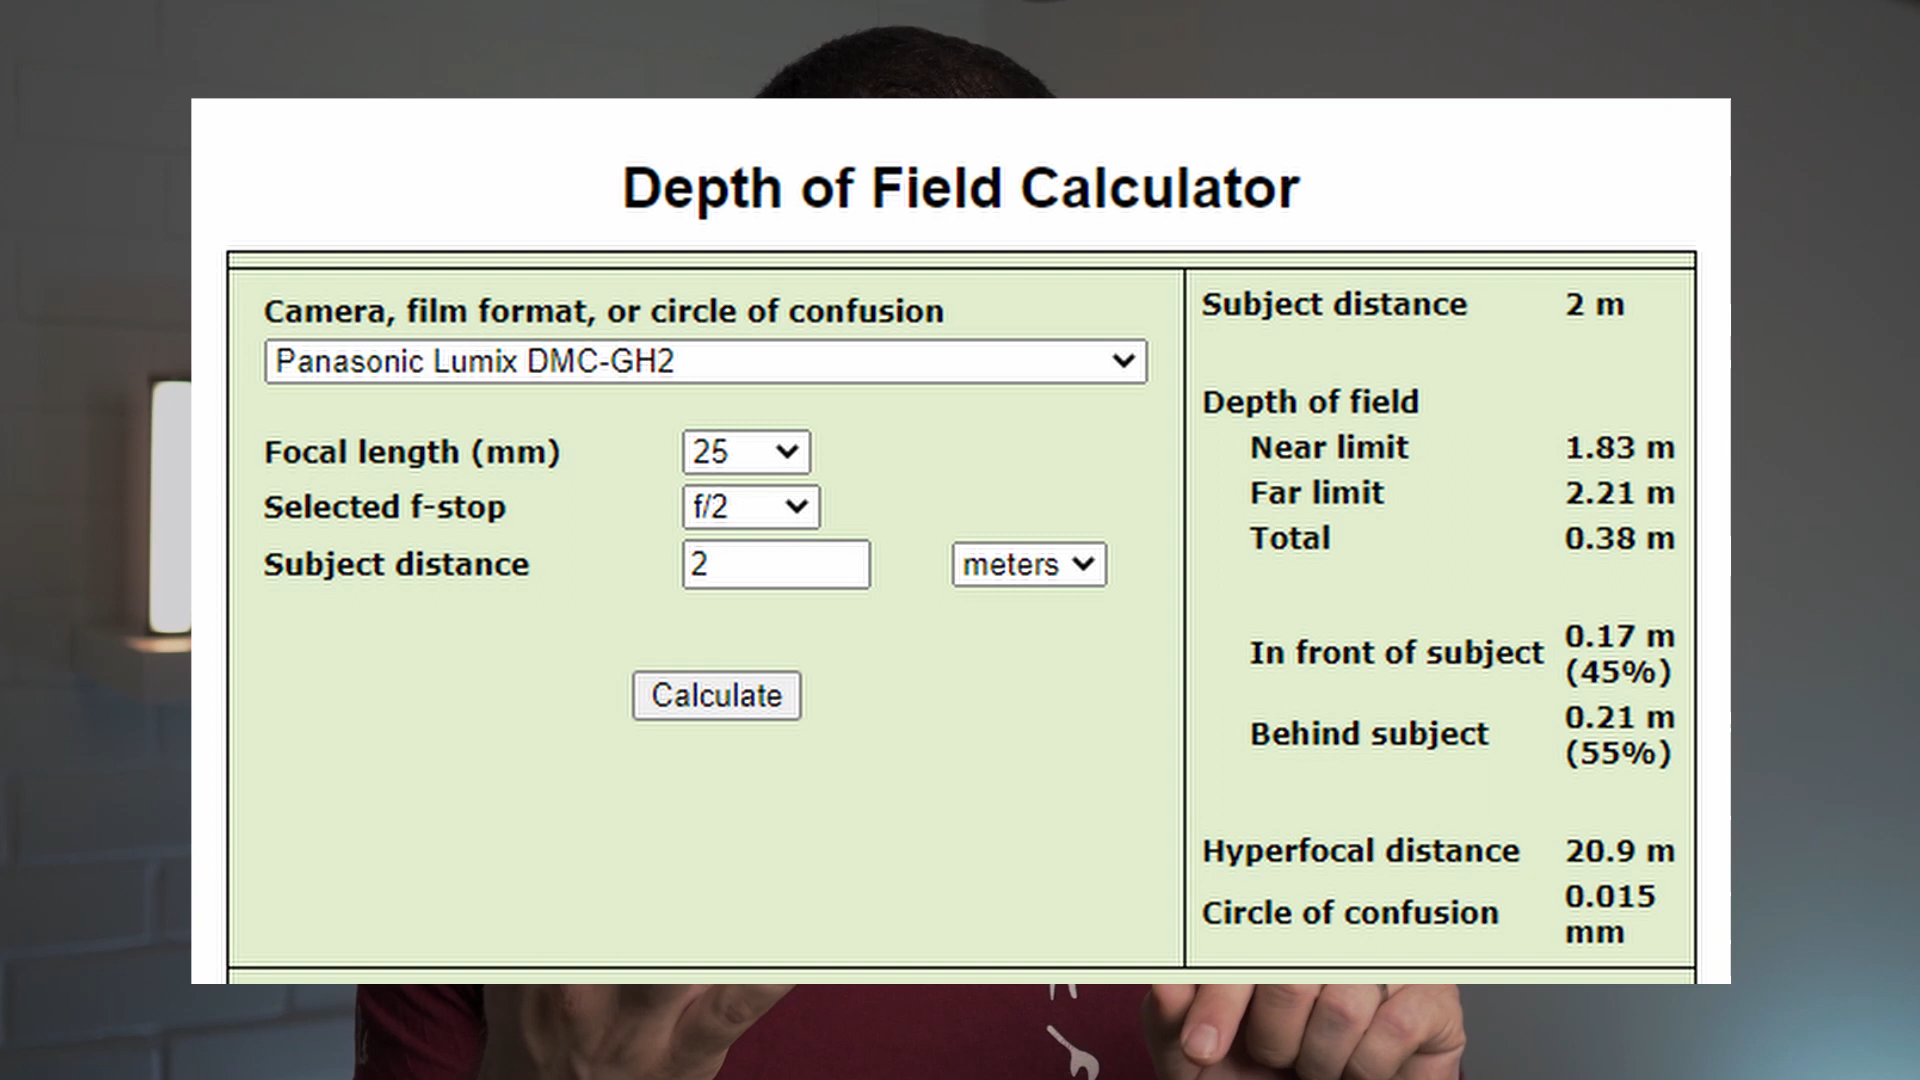 Depth of Field Calculator
Camera, film format, or circle of confusion
Panasonic Lumix DMC-GH2
Focal length (mm) 25
Selected f-stop f/2
Subject distance 2 meters
Calculate
Subject distance 2 m
Depth of field
Near limit 1.83 m
Far limit 2.21 m
Total 0.38 m
In front of subject 0.17 m
(45%)
Behind subject 0.21 m
(55%)
Hyperfocal distance 20.9 m
Circle of confusion 0.015
mm